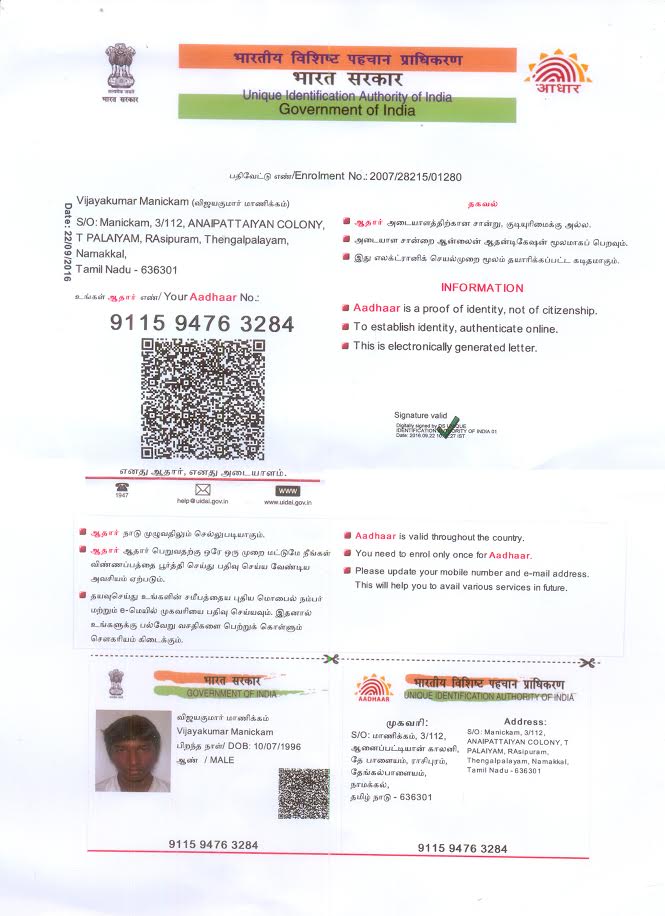 सत्यमेव जयते
भारत सरकार
भारतीय विशिष्ट पहचान प्राधिकरण
भारत सरकार
Unique Identification Authority of India
Government of India
आधार
பதிவேட்டு எண்/Enrolment No.: 2007/28215/01280
Date: 22/09/2016
Vijayakumar Manickam (விஜயகுமார் மாணிக்கம்)
S/O: Manickam, 3/112, ANAIPATTAIYAN COLONY,
T PALAIYAM, RAsipuram, Thengalpalayam,
Namakkal,
Tamil Nadu - 636301
உங்கள் ஆதார் எண்/ Your Aadhaar No.:
9115 9476 3284
எனது ஆதார், எனது அடையாளம்.
1947
help@uidai.gov.in
www
www.uidai.gov.in
தகவல்
ஆதார் அடையாளத்திற்கான சான்று, குடியுரிமைக்கு அல்ல.
அடையாள சான்றை ஆன்லைன் ஆதன்டிகேஷன் மூலமாகப் பெறவும்.
இது எலக்ட்ரானிக் செயல்முறை மூலம் தயாரிக்கப்பட்ட கடிதமாகும்.
INFORMATION
Aadhaar is a proof of identity, not of citizenship.
To establish identity, authenticate online.
This is electronically generated letter.
Signature valid
Digitally signed by DS UNIQUE
IDENTIFICATION AUTHORITY OF INDIA 01
Date: 2016.09.22 IST
ஆதார் நாடு முழுவதிலும் செல்லுபடியாகும்.
ஆதார் ஆதார் பெறுவதற்கு ஒரே ஒரு முறை மட்டுமே நீங்கள்
விண்ணப்பத்தை பூர்த்தி செய்து பதிவு செய்ய வேண்டிய
அவசியம் ஏற்படும்.
தயவுசெய்து உங்களின் சமீபத்தைய புதிய மொபைல் நம்பர்
மற்றும் e-மெயில் முகவரியை பதிவு செய்யவும். இதனால்
உங்களுக்கு பல்வேறு வசதிகளை பெற்றுக் கொள்ளும்
சௌகரியம் கிடைக்கும்.
Aadhaar is valid throughout the country.
You need to enrol only once for Aadhaar.
Please update your mobile number and e-mail address.
This will help you to avail various services in future.
भारत सरकार
GOVERNMENT OF INDIA
விஜயகுமார் மாணிக்கம்
Vijayakumar Manickam
பிறந்த நாள்/ DOB: 10/07/1996
ஆண் / MALE
9115 9476 3284
AADHAAR
भारतीय विशिष्ट पहचान प्राधिकरण
UNIQUE IDENTIFICATION AUTHORITY OF INDIA
முகவரி:
S/O: மாணிக்கம், 3/112,
ஆனைப்பட்டியான் காலனி,
தே பாளையம், ராசிபுரம்,
தேங்கல்பாளையம்,
நாமக்கல்,
தமிழ் நாடு - 636301
Address:
S/O: Manickam, 3/112,
ANAIPATTAIYAN COLONY, T
PALAIYAM, RAsipuram,
Thengalpalayam, Namakkal,
Tamil Nadu - 636301
9115 9476 3284